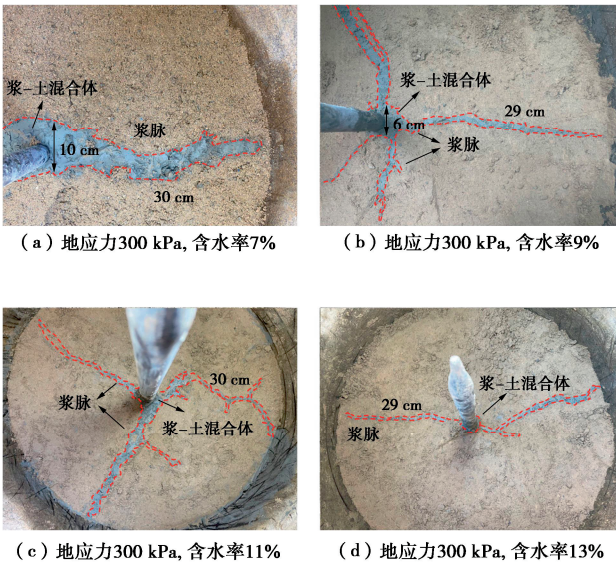 浆-土混合体
浆脉
10 cm
30 cm
(a)地应力300 kPa, 含水率7%
浆-土混合体
29 cm
6 cm
浆脉
(b)地应力300 kPa, 含水率9%
30 cm
浆脉
浆-土混合体
(c)地应力300 kPa, 含水率11%
浆-土混合体
29 cm
浆脉
(d)地应力300 kPa, 含水率13%